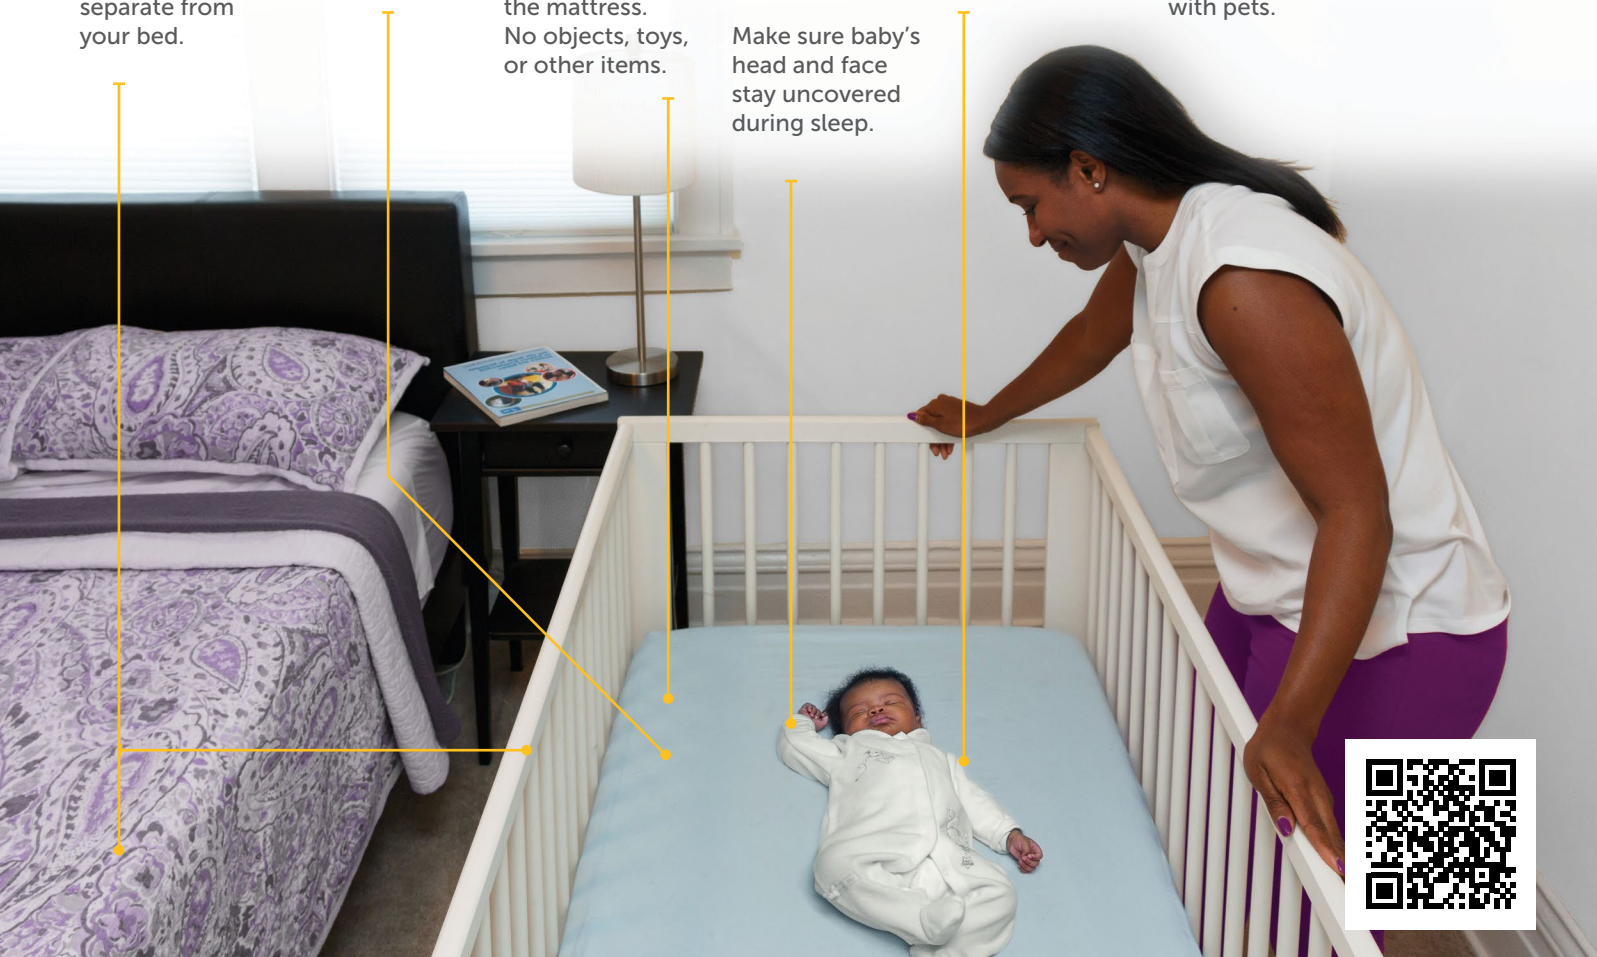 separate from
your bed.
the mattress.
No objects, toys,
or other items.
Make sure baby’s
head and face
stay uncovered
during sleep.
with pets.